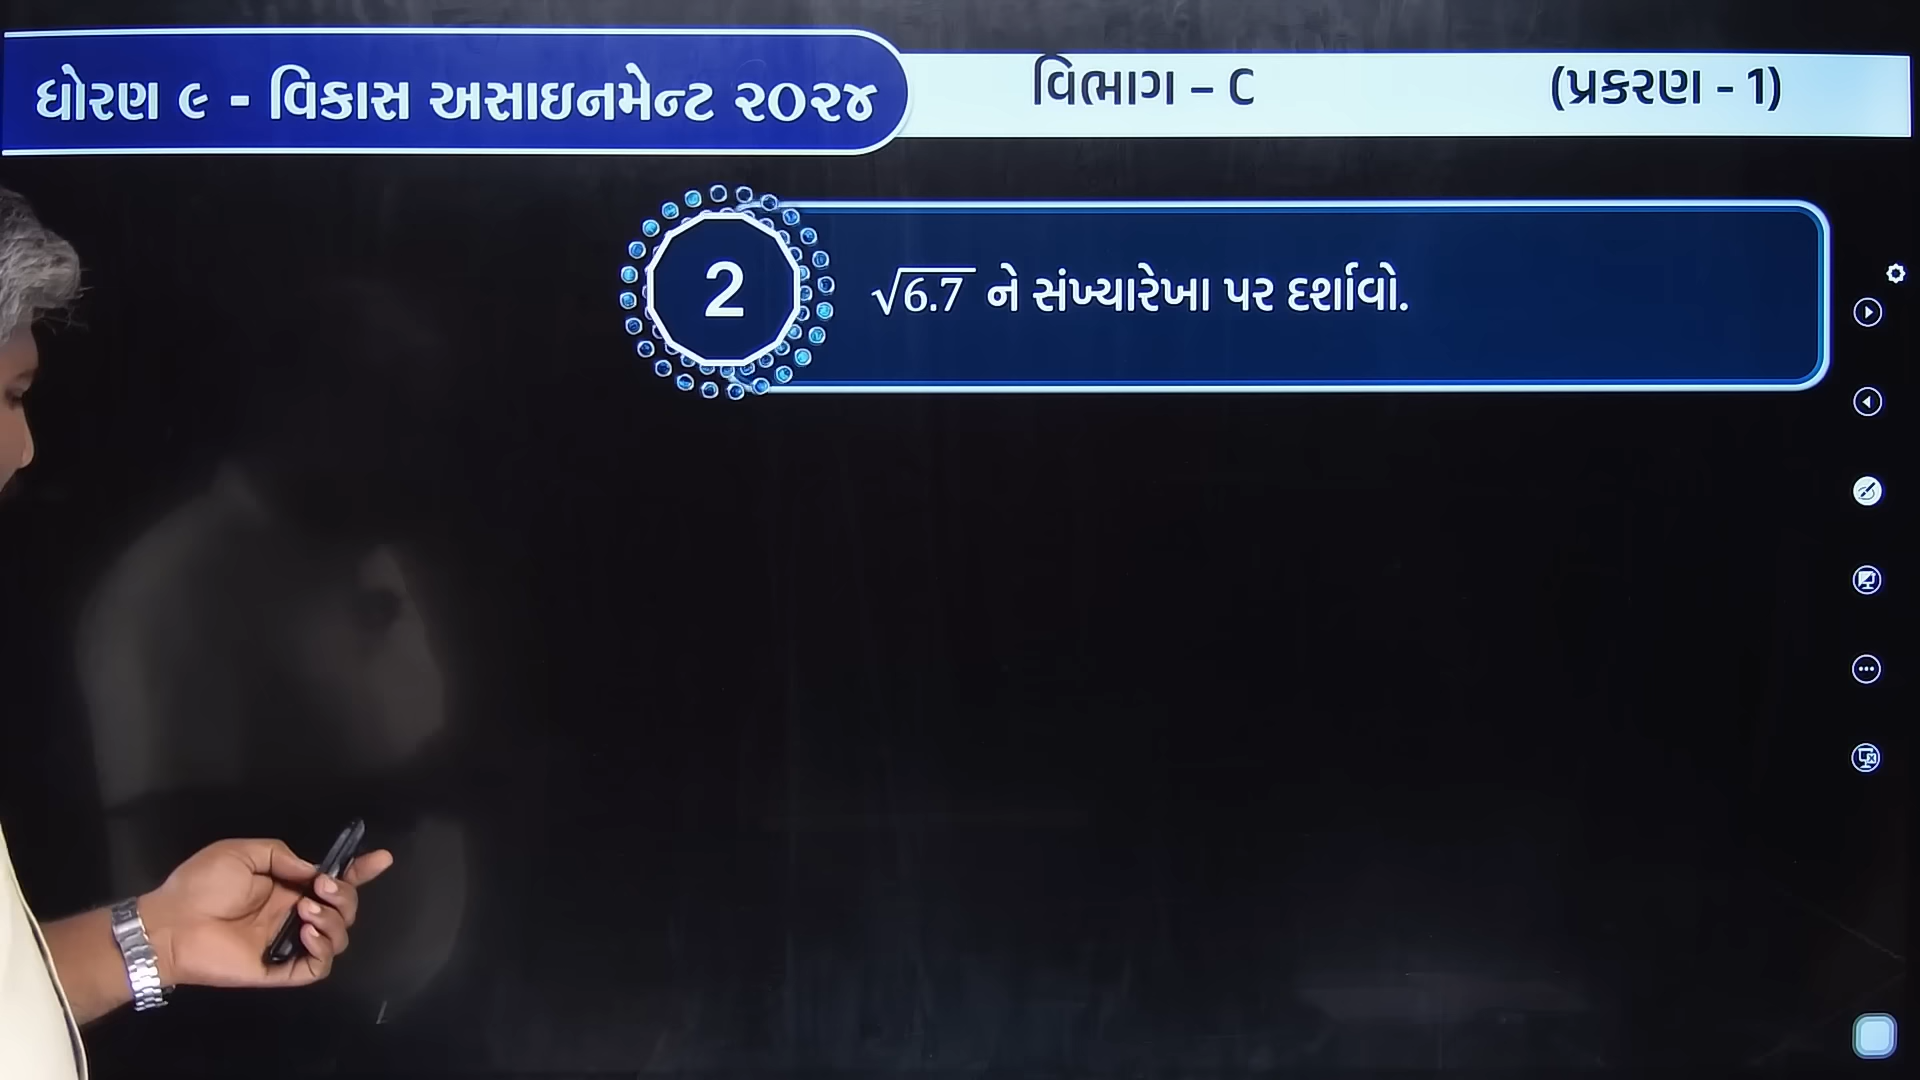 ધોરણ ૯ - વિકાસ અસાઇનમેન્ટ ૨૦૨૪
વિભાગ – C
(પ્રકરણ - 1)
2
√6.7 ને સંખ્યારેખા પર દર્શાવો.